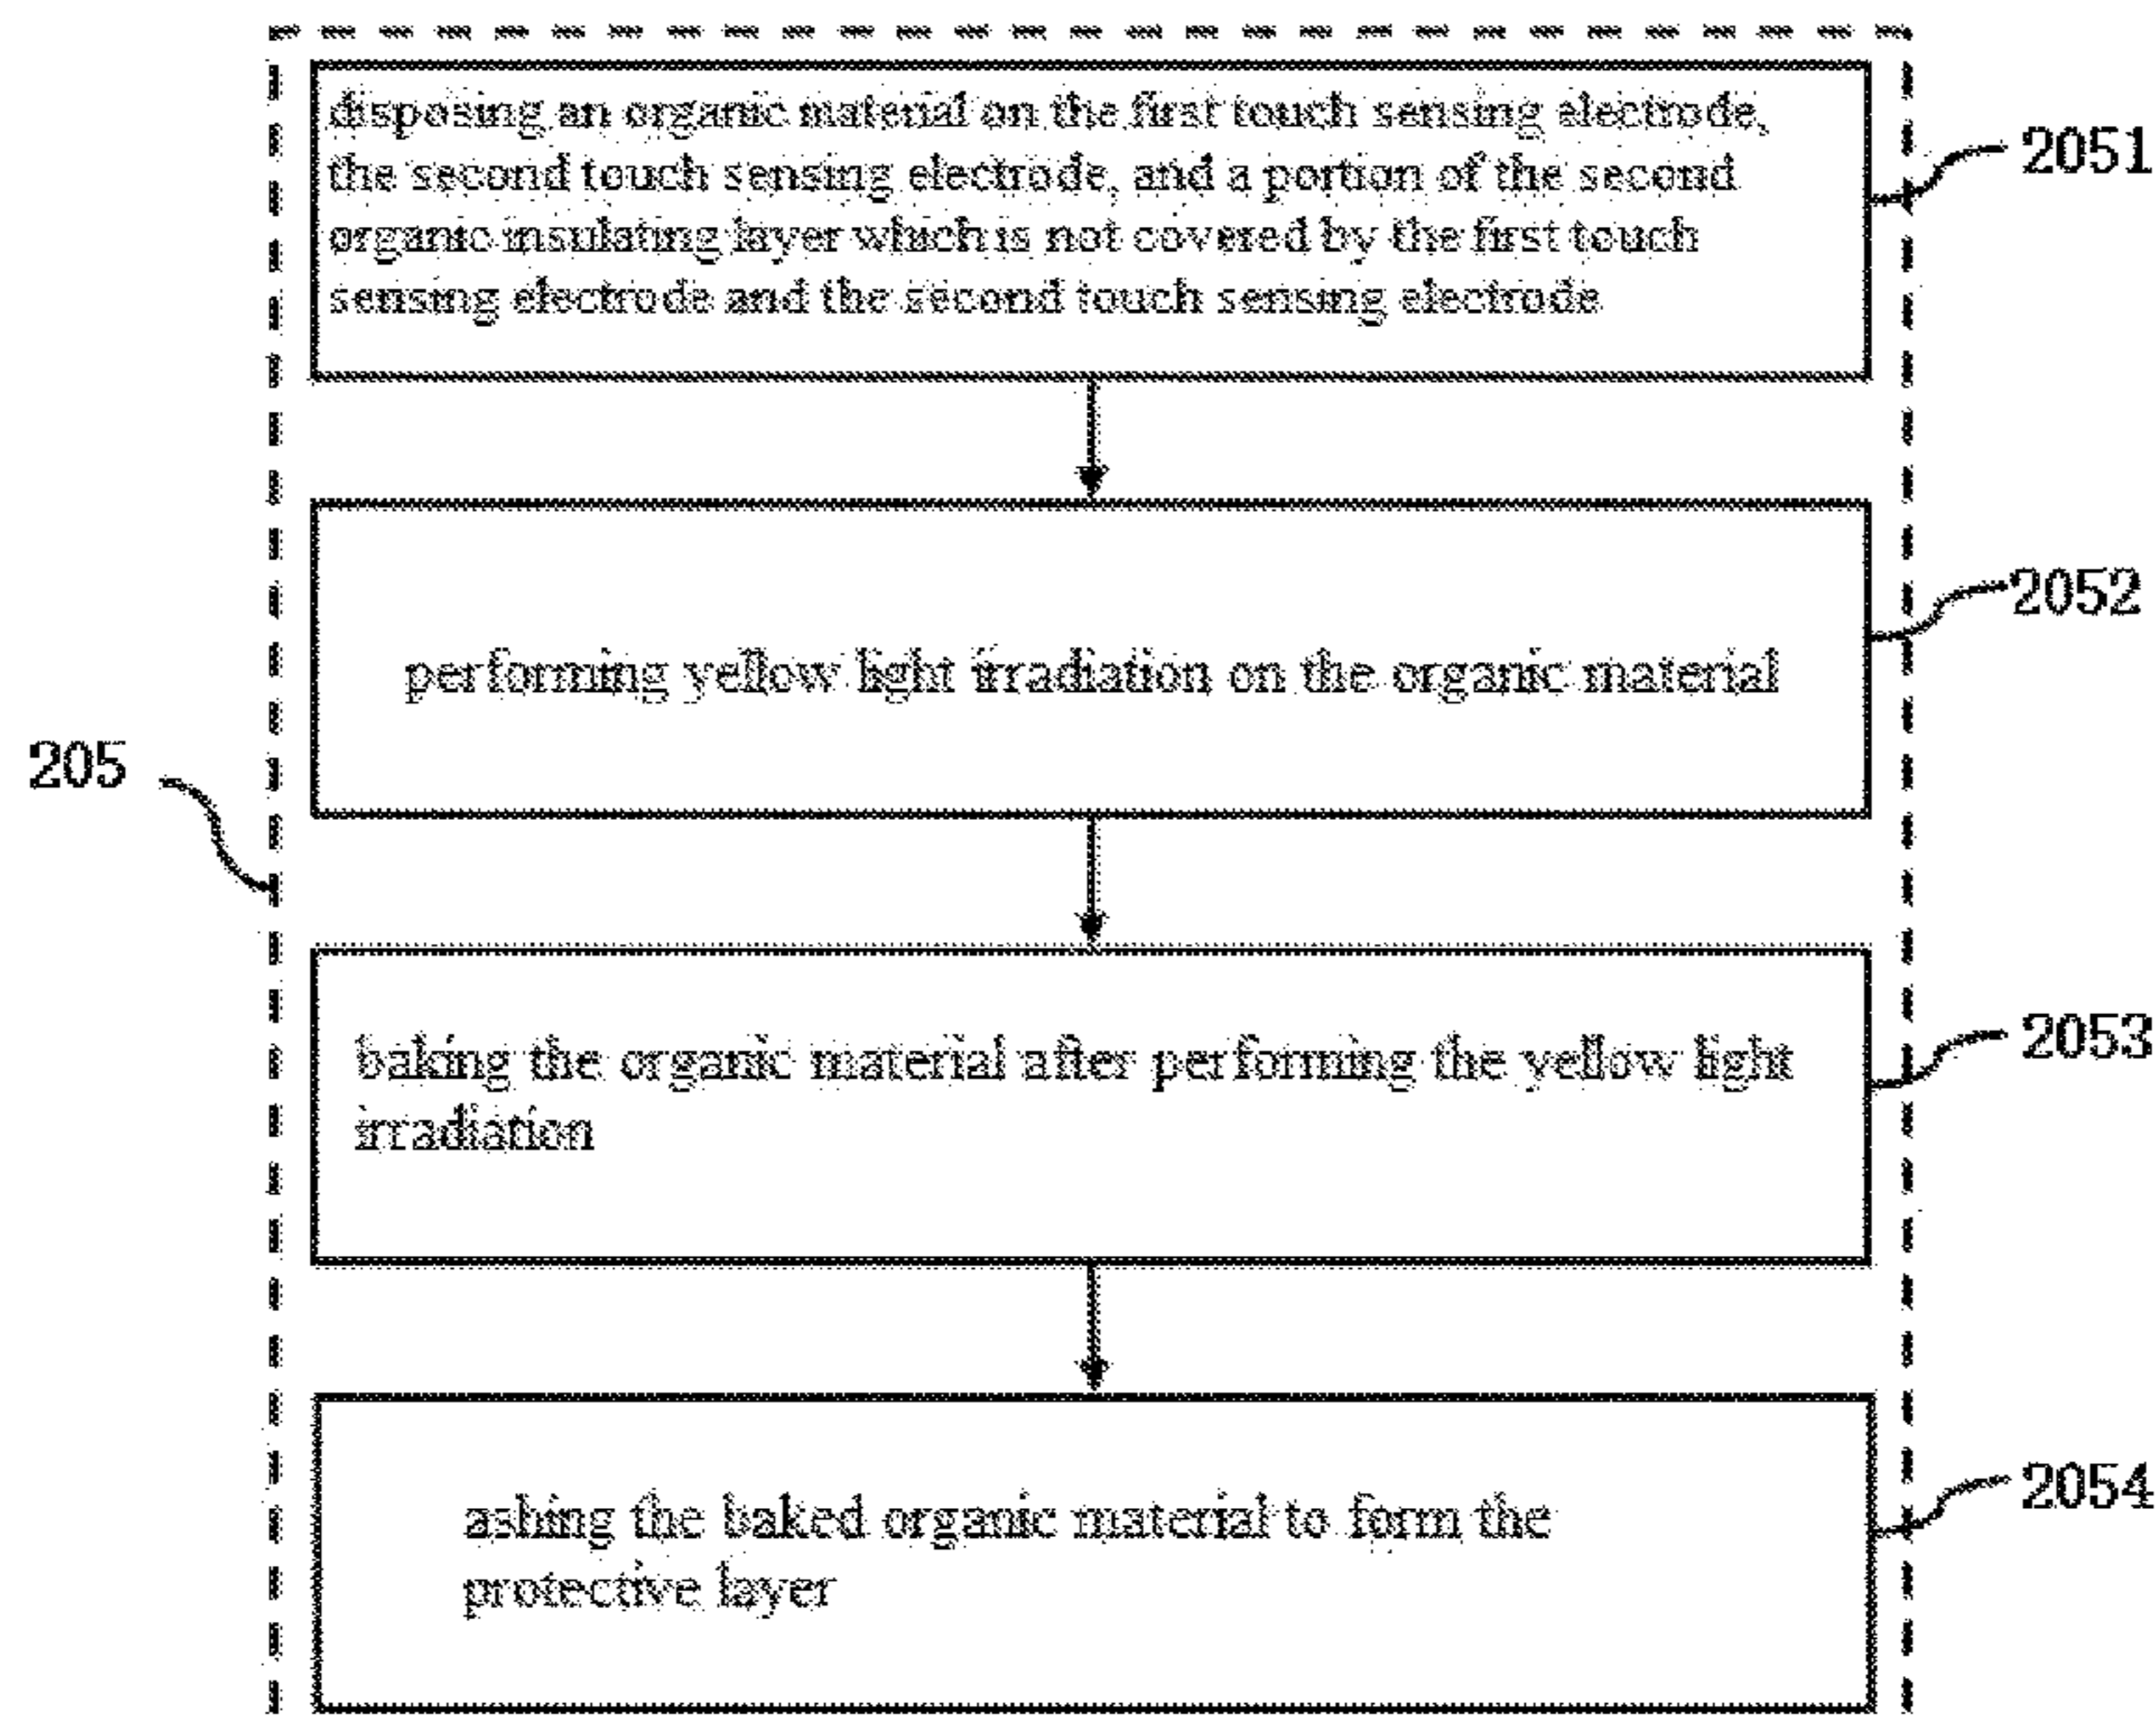 disposing an organic material on the first touch sensing electrode,
the second touch sensing electrode, and a portion of the second
organic insulating layer which is not covered by the first touch
sensing electrode and the second touch sensing electrode
2051
performing yellow light irradiation on the organic material
2052
205
baking the organic material after performing the yellow light
irradiation
2053
ashing the baked organic material to form the
protective layer
2054